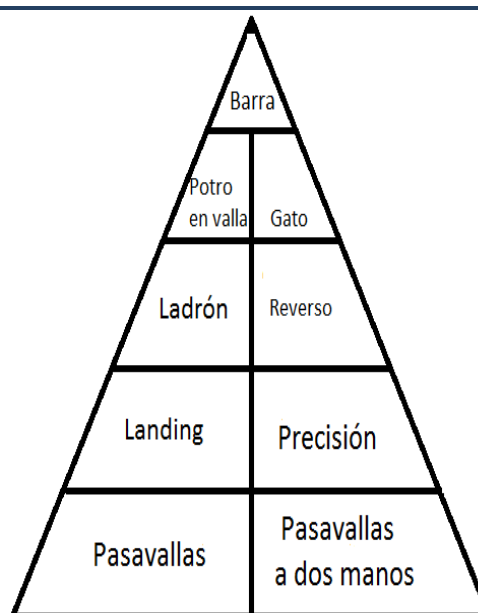 Barra
Potro
en valla
Gato
Ladrón
Reverso
Landing
Precisión
Pasavallas
Pasavallas
a dos manos